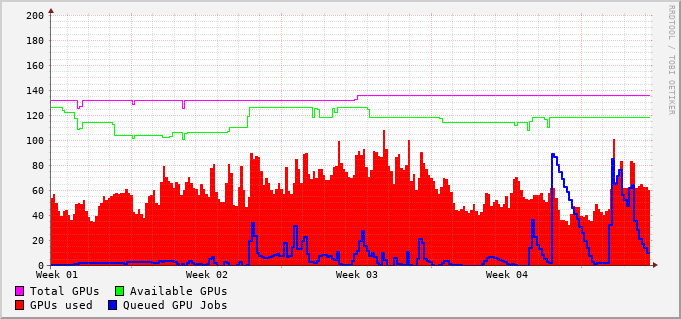 RRDTOOL / TOBI OETIKER
200
180
160
140
120
100
80
60
40
20
0
Week 01 Week 02 Week 03 Week 04
Total GPUs Available GPUs
GPUs used Queued GPU Jobs